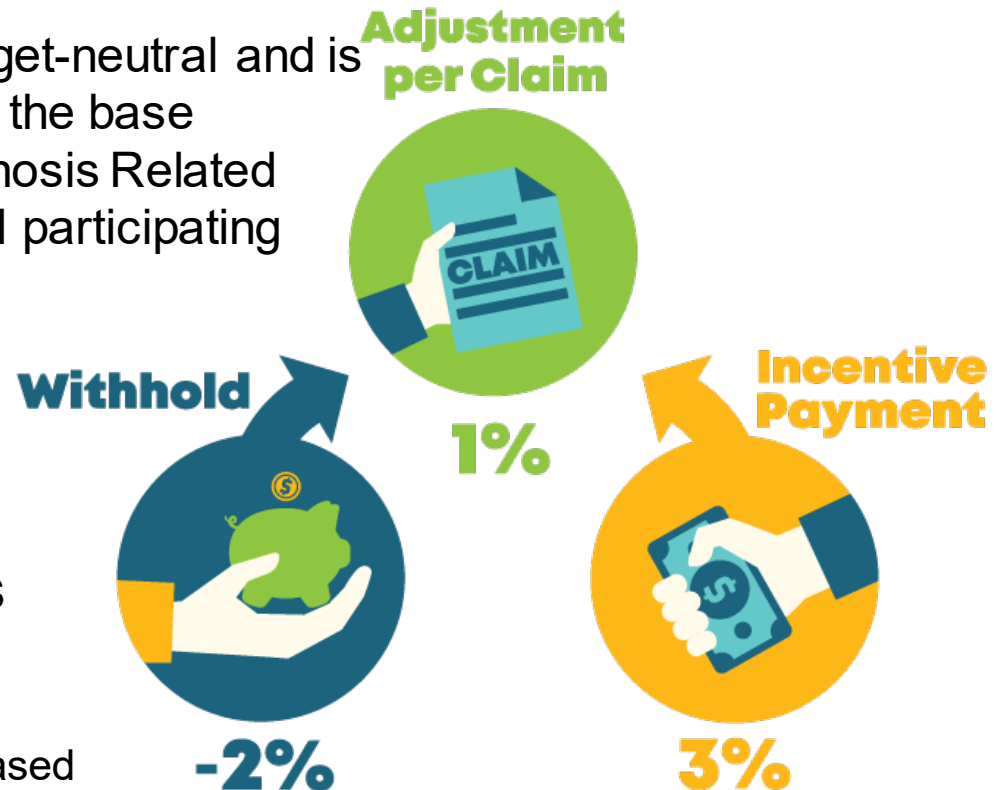 Adjustment
per Claim
get-neutral and is
the base
nosis Related
participating
CLAIM
Withhold
Incentive
Payment
1%
$
$
s
ased
-2%
3%